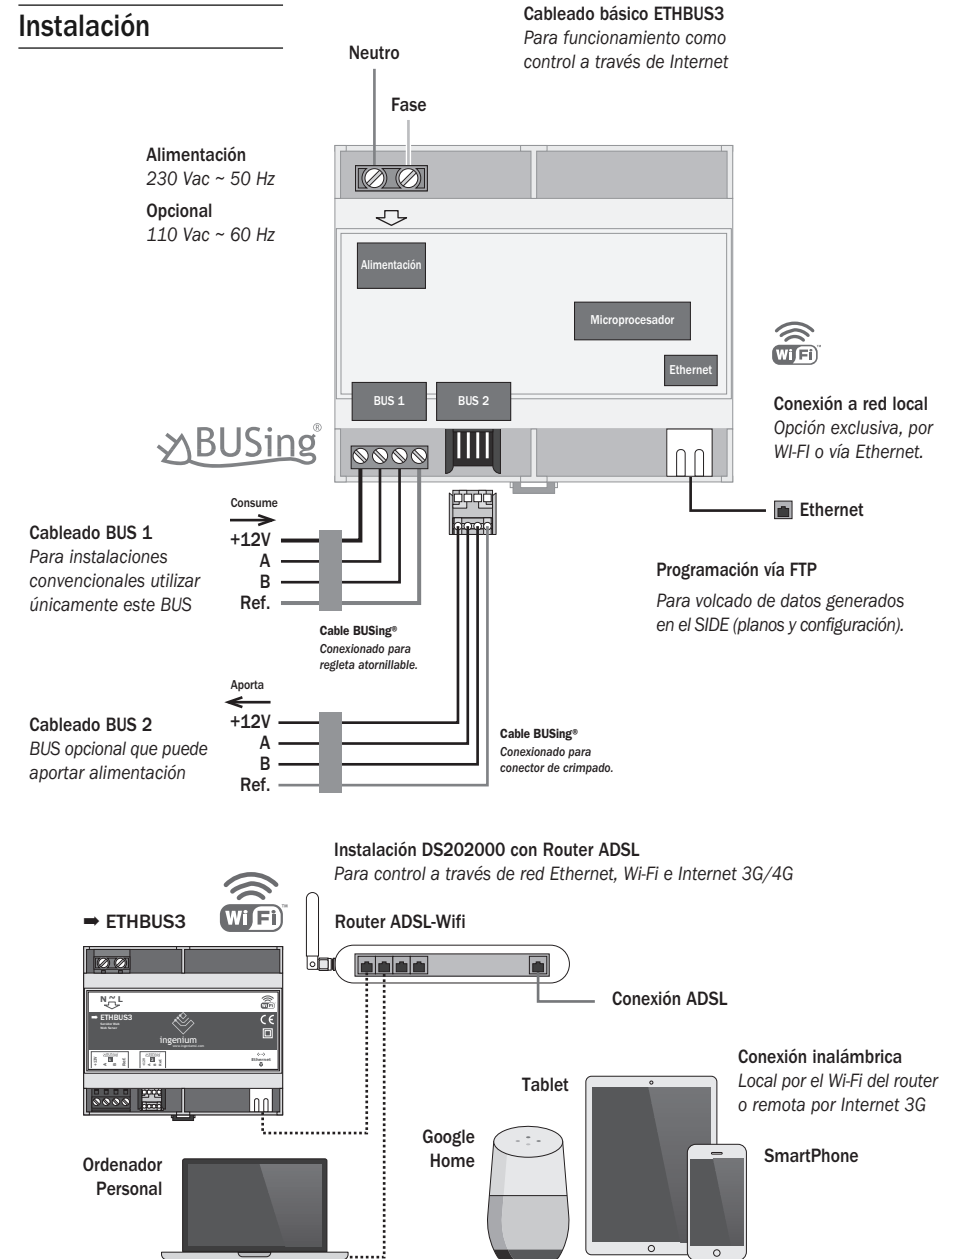 Instalación
Cableado básico ETHBUS3
Para funcionamiento como
control a través de Internet
Neutro
Fase
Alimentación
230 Vac ~ 50 Hz
Opcional
110 Vac ~ 60 Hz
Alimentación
Microprocesador
Ethernet
BUS 1
BUS 2
BUSing®
WiFi™
Conexión a red local
Opción exclusiva, por
WI-FI o vía Ethernet.
Ethernet
Consume
Cableado BUS 1
Para instalaciones
convencionales utilizar
únicamente este BUS
+12V
A
B
Ref.
Cable BUSing®
Conexionado para
regleta atornillable.
Programación vía FTP
Para volcado de datos generados
en el SIDE (planos y configuración).
Aporta
Cableado BUS 2
BUS opcional que puede
aportar alimentación
+12V
A
B
Ref.
Cable BUSing®
Conexionado para
conector de crimpado.
Instalación DS202000 con Router ADSL
Para control a través de red Ethernet, Wi-Fi e Internet 3G/4G
➡ ETHBUS3
WiFi™
Router ADSL-Wifi
Conexión ADSL
N ~ L
ETHBUS3
ingenium
CE
Ethernet
Conexión inalámbrica
Local por el Wi-Fi del router
o remota por Internet 3G
Tablet
Google
Home
SmartPhone
Ordenador
Personal